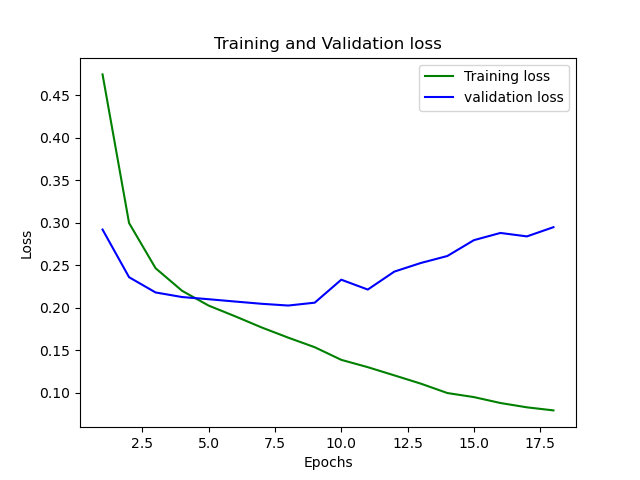 Training and Validation loss
Training loss
validation loss
0.45
0.40
0.35
0.30
0.25
0.20
0.15
0.10
Loss
2.5 5.0 7.5 10.0 12.5 15.0 17.5
Epochs